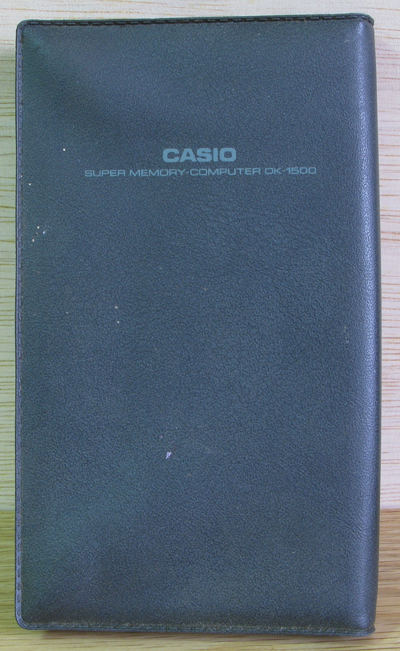 CASIO
SUPER MEMORY-COMPUTER DK-1500